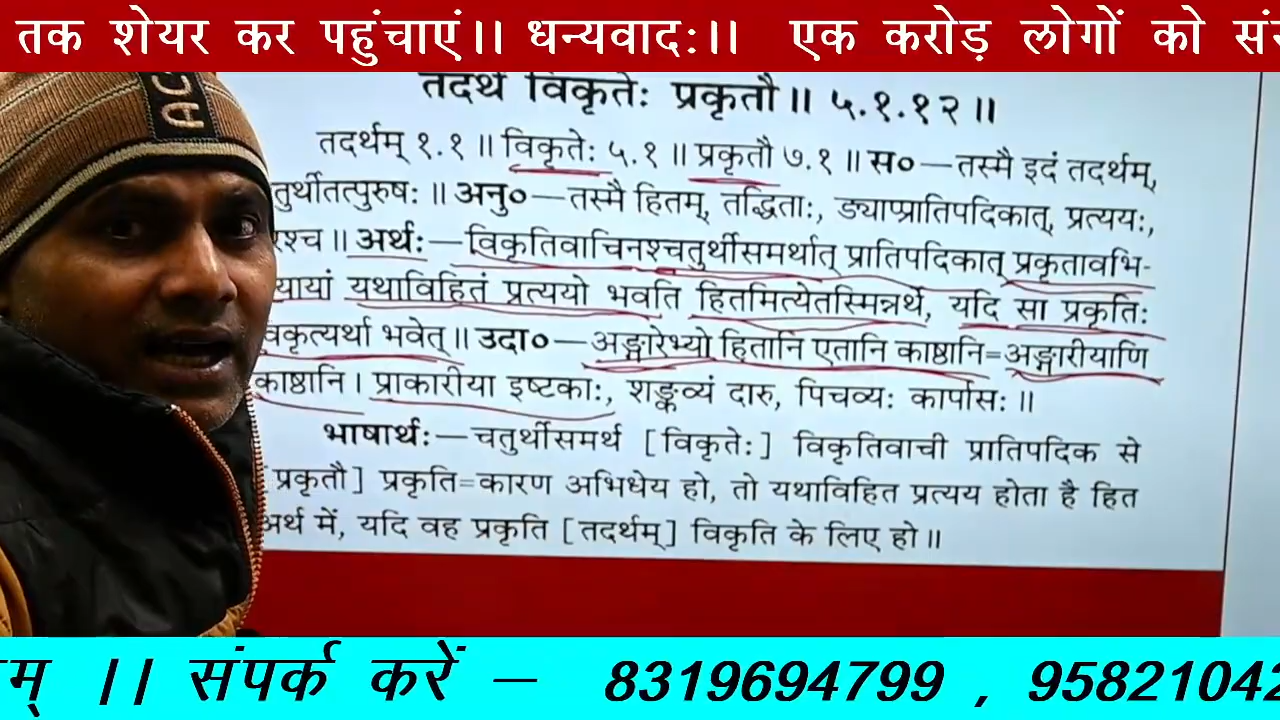 तक शेयर कर पहुंचाएं।। धन्यवादः।। एक करोड़ लोगों को
तदर्थं विकृतेः प्रकृतौ॥ ५.१.१२॥
तदर्थम् १.१॥ विकृतेः ५.१॥ प्रकृतौ ७.१॥ स०—तस्मै इदं तदर्थम्,
तुर्थीतत्पुरुषः॥ अनु०—तस्मै हितम्, तद्धिताः, ङ्याप्प्रातिपदिकात्, प्रत्ययः,
श्च॥ अर्थः—विकृतिवाचिनश्चतुर्थीसमर्थात् प्रातिपदिकात् प्रकृतावभि-
यायां यथाविहितं प्रत्ययो भवति हितमित्येतस्मिन्नर्थे, यदि सा प्रकृतिः
वकृत्यर्था भवेत्॥ उदा०—अङ्गारेभ्यो हितानि एतानि काष्ठानि=अङ्गारीयाणि
काष्ठानि। प्राकारीया इष्टकाः, शङ्कव्यं दारु, पिचव्यः कार्पासः॥
भाषार्थः—चतुर्थीसमर्थ [विकृतेः] विकृतिवाची प्रातिपदिक से
[प्रकृतौ] प्रकृति=कारण अभिधेय हो, तो यथाविहित प्रत्यय होता है हित
अर्थ में, यदि वह प्रकृति [तदर्थम्] विकृति के लिए हो॥
म् ।। संपर्क करें – 8319694799 , 9582104